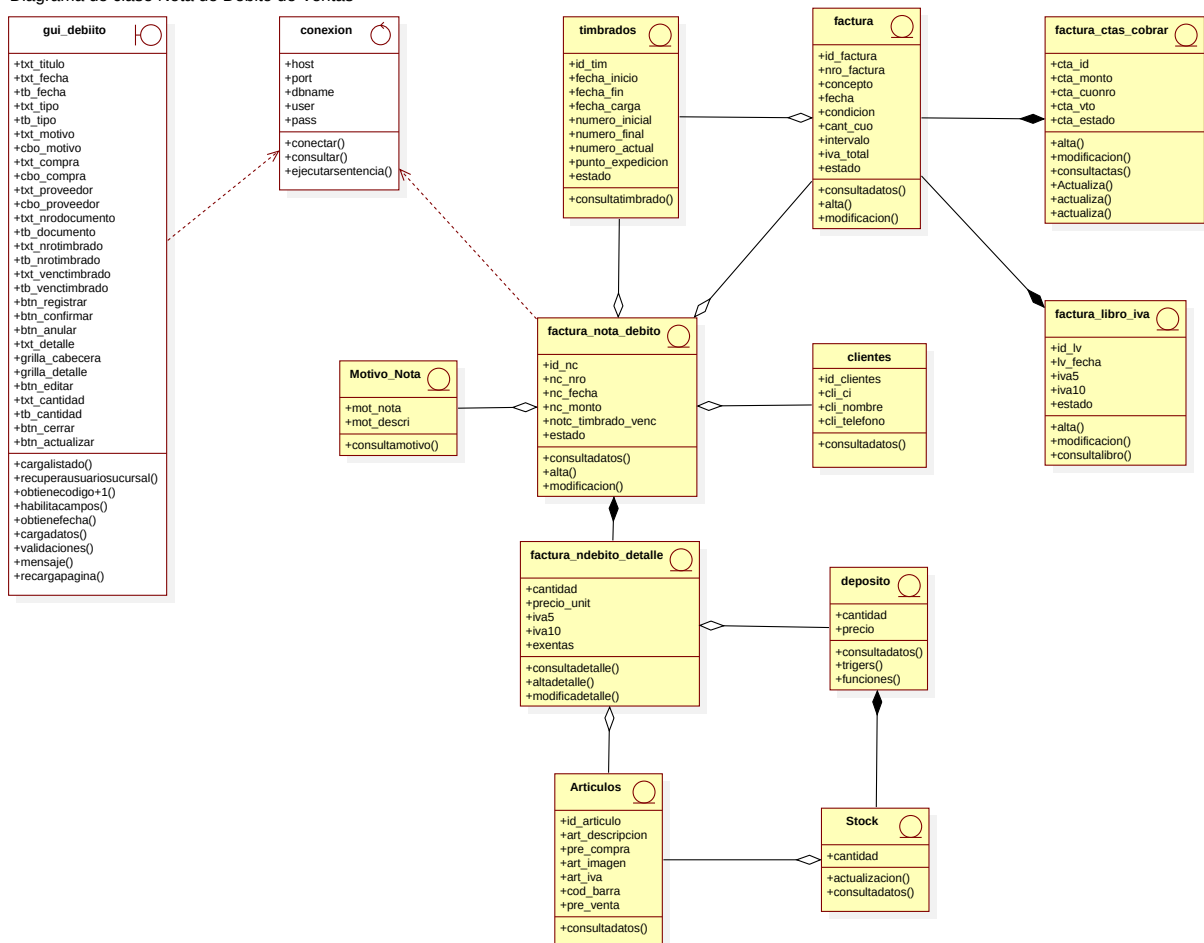 Diagrama de clase Nota de Debito de Ventas
gui_debiito
+txt_titulo
+txt_fecha
+tb_fecha
+txt_tipo
+tb_tipo
+txt_motivo
+cbo_motivo
+txt_compra
+cbo_compra
+txt_proveedor
+cbo_proveedor
+txt_nrodocumento
+tb_documento
+txt_nrotimbrado
+tb_nrotimbrado
+txt_venctimbrado
+tb_venctimbrado
+btn_registrar
+btn_confirmar
+btn_anular
+txt_detalle
+grilla_cabecera
+grilla_detalle
+btn_editar
+txt_cantidad
+tb_cantidad
+btn_cerrar
+btn_actualizar
+cargalistado()
+recuperausuariosucursal()
+obtienecodigo+1()
+habilitacampos()
+obtienefecha()
+cargadatos()
+validaciones()
+mensaje()
+recargapagina()
conexion
+host
+port
+dbname
+user
+pass
+conectar()
+consultar()
+ejecutarsentencia()
timbrados
+id_tim
+fecha_inicio
+fecha_fin
+fecha_carga
+numero_inicial
+numero_final
+numero_actual
+punto_expedicion
+estado
+consultatimbrado()
factura
+id_factura
+nro_factura
+concepto
+fecha
+condicion
+cant_cuo
+intervalo
+iva_total
+estado
+consultadatos()
+alta()
+modificacion()
factura_ctas_cobrar
+cta_id
+cta_monto
+cta_cuonro
+cta_vto
+cta_estado
+alta()
+modificacion()
+consultactas()
+Actualiza()
+actualiza()
+actualiza()
factura_nota_debito
+id_nc
+nc_nro
+nc_fecha
+nc_monto
+notc_timbrado_venc
+estado
+consultadatos()
+alta()
+modificacion()
Motivo_Nota
+mot_nota
+mot_descri
+consultamotivo()
clientes
+id_clientes
+cli_ci
+cli_nombre
+cli_telefono
+consultadatos()
factura_libro_iva
+id_lv
+lv_fecha
+iva5
+iva10
+estado
+alta()
+modificacion()
+consultalibro()
factura_ndebito_detalle
+cantidad
+precio_unit
+iva5
+iva10
+exentas
+consultadetalle()
+altadetalle()
+modificadetalle()
deposito
+cantidad
+precio
+consultadatos()
+trigers()
+funciones()
Articulos
+id_articulo
+art_descripcion
+pre_compra
+art_imagen
+art_iva
+cod_barra
+pre_venta
+consultadatos()
Stock
+cantidad
+actualizacion()
+consultadatos()